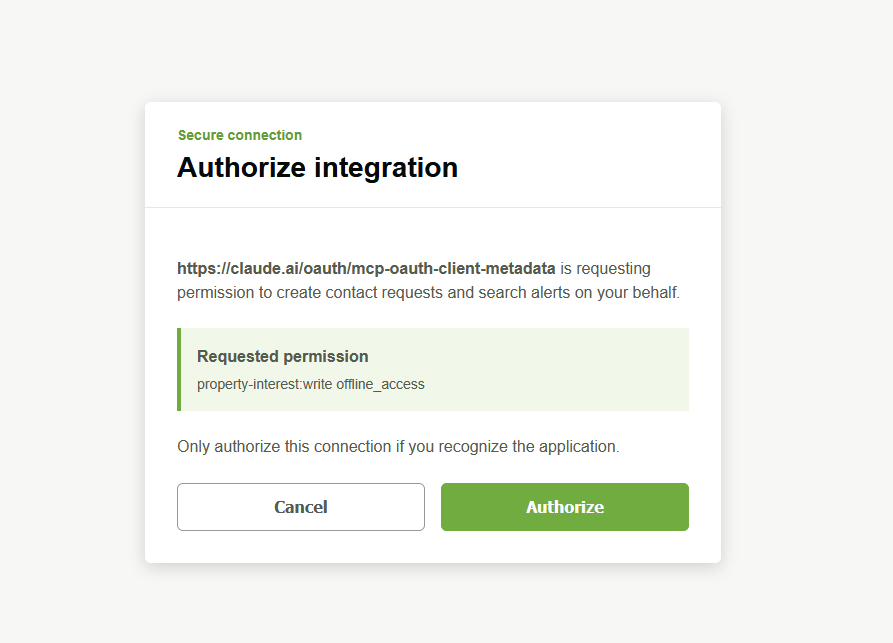 Secure connection
Authorize integration
https://claude.ai/oauth/mcp-oauth-client-metadata is requesting
permission to create contact requests and search alerts on your behalf.
Requested permission
property-interest:write offline_access
Only authorize this connection if you recognize the application.
Cancel
Authorize